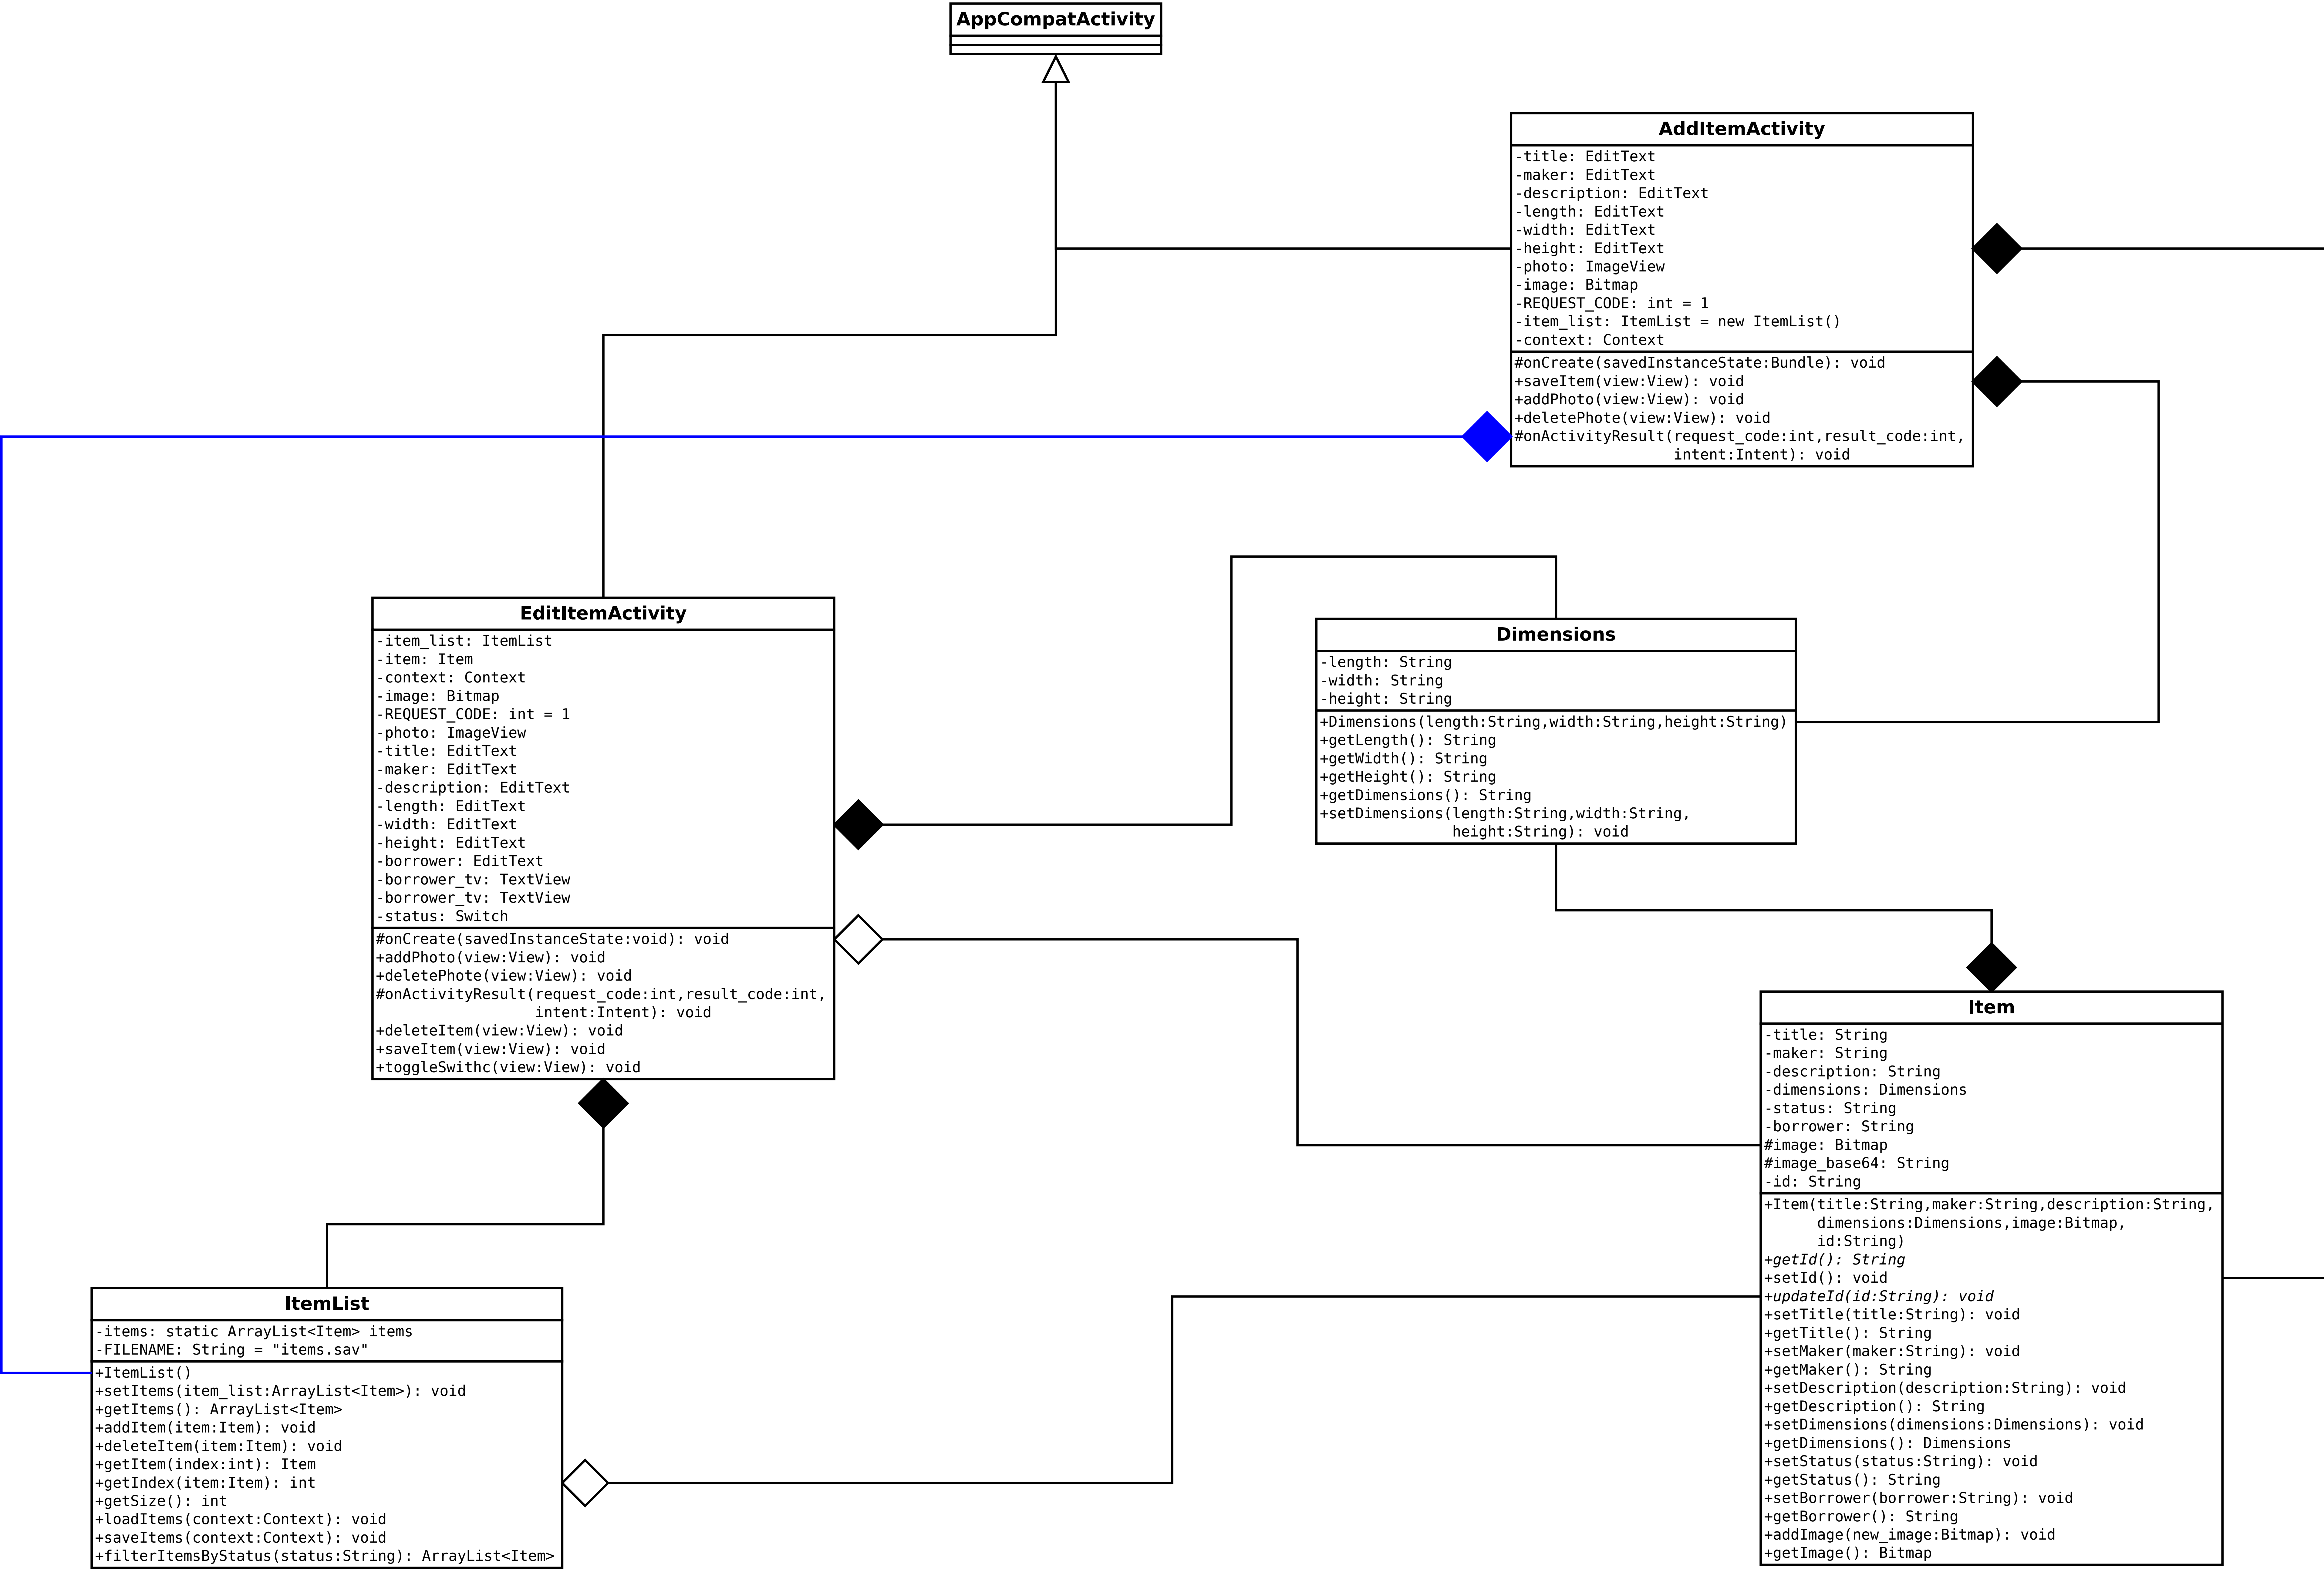 AppCompatActivity
AddItemActivity
-title: EditText
-maker: EditText
-description: EditText
-length: EditText
-width: EditText
-height: EditText
-photo: ImageView
-image: Bitmap
-REQUEST_CODE: int = 1
-item_list: ItemList = new ItemList()
-context: Context
#onCreate(savedInstanceState:Bundle): void
+saveItem(view:View): void
+addPhoto(view:View): void
+deletePhote(view:View): void
#onActivityResult(request_code:int,result_code:int,
intent:Intent): void
EditItemActivity
-item_list: ItemList
-item: Item
-context: Context
-image: Bitmap
-REQUEST_CODE: int = 1
-photo: ImageView
-title: EditText
-maker: EditText
-description: EditText
-length: EditText
-width: EditText
-height: EditText
-borrower: EditText
-borrower_tv: TextView
-borrower_tv: TextView
-status: Switch
#onCreate(savedInstanceState:void): void
+addPhoto(view:View): void
+deletePhote(view:View): void
#onActivityResult(request_code:int,result_code:int,
intent:Intent): void
+deleteItem(view:View): void
+saveItem(view:View): void
+toggleSwithc(view:View): void
Dimensions
-length: String
-width: String
-height: String
+Dimensions(length:String,width:String,height:String)
+getLength(): String
+getWidth(): String
+getHeight(): String
+getDimensions(): String
+setDimensions(length:String,width:String,
height:String): void
Item
-title: String
-maker: String
-description: String
-dimensions: Dimensions
-status: String
-borrower: String
#image: Bitmap
#image_base64: String
-id: String
+Item(title:String,maker:String,description:String,
dimensions:Dimensions,image:Bitmap,
id:String)
+getId(): String
+setId(): void
+updateId(id:String): void
+setTitle(title:String): void
+getTitle(): String
+setMaker(maker:String): void
+getMaker(): String
+setDescription(description:String): void
+getDescription(): String
+setDimensions(dimensions:Dimensions): void
+getDimensions(): Dimensions
+setStatus(status:String): void
+getStatus(): String
+setBorrower(borrower:String): void
+getBorrower(): String
+addImage(new_image:Bitmap): void
+getImage(): Bitmap
ItemList
-items: static ArrayList<Item> items
-FILENAME: String = "items.sav"
+ItemList()
+setItems(item_list:ArrayList<Item>): void
+getItems(): ArrayList<Item>
+addItem(item:Item): void
+deleteItem(item:Item): void
+getItem(index:int): Item
+getIndex(item:Item): int
+getSize(): int
+loadItems(context:Context): void
+saveItems(context:Context): void
+filterItemsByStatus(status:String): ArrayList<Item>